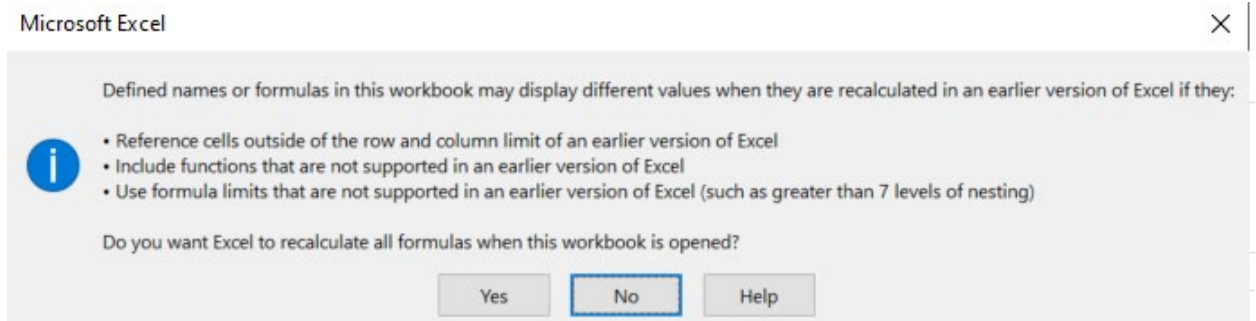 Microsoft Excel
Defined names or formulas in this workbook may display different values when they are recalculated in an earlier version of Excel if they:
• Reference cells outside of the row and column limit of an earlier version of Excel
• Include functions that are not supported in an earlier version of Excel
• Use formula limits that are not supported in an earlier version of Excel (such as greater than 7 levels of nesting)
Do you want Excel to recalculate all formulas when this workbook is opened?
Yes No Help